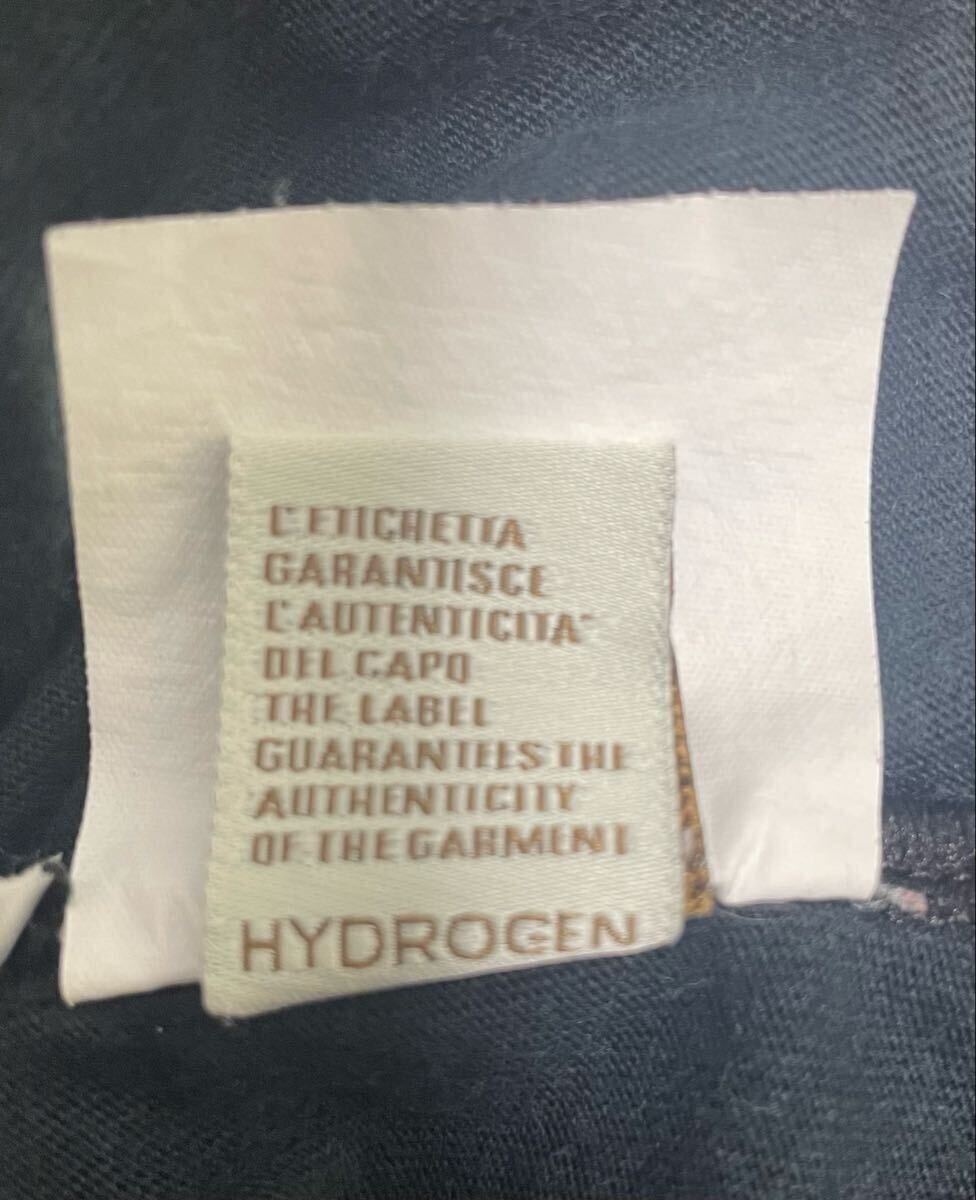 L'ETICHETTA
GARANTISCE
L'AUTENTICITA'
DEL CAPO
THE LABEL
GUARANTEES THE
AUTHENTICITY
OF THE GARMENT
HYDROGEN